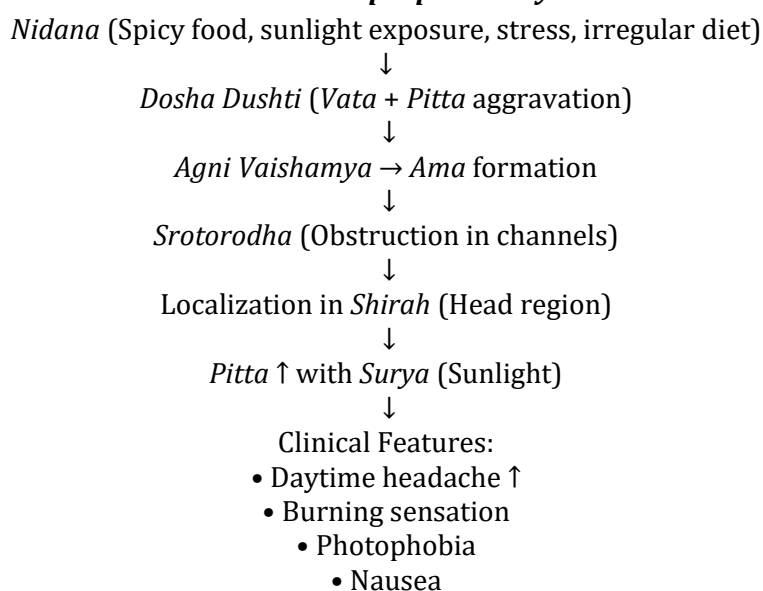 Nidana (Spicy food, sunlight exposure, stress, irregular diet)
↓
Dosha Dushti (Vata + Pitta aggravation)
↓
Agni Vaishamya → Ama formation
↓
Srotorodha (Obstruction in channels)
↓
Localization in Shirah (Head region)
↓
Pitta ↑ with Surya (Sunlight)
↓
Clinical Features:
• Daytime headache ↑
• Burning sensation
• Photophobia
• Nausea